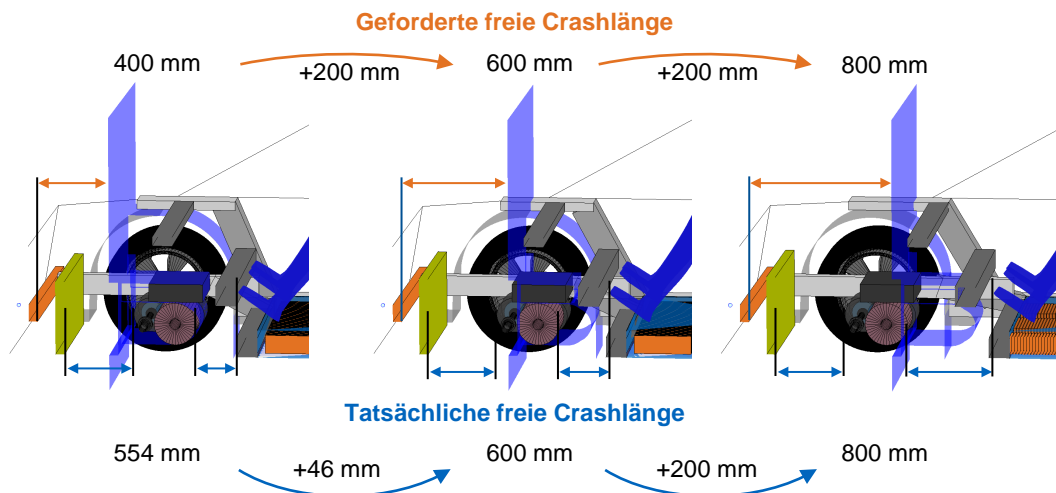 Geforderte freie Crashlänge
400 mm
+200 mm
600 mm
+200 mm
800 mm
Tatsächliche freie Crashlänge
554 mm
+46 mm
600 mm
+200 mm
800 mm